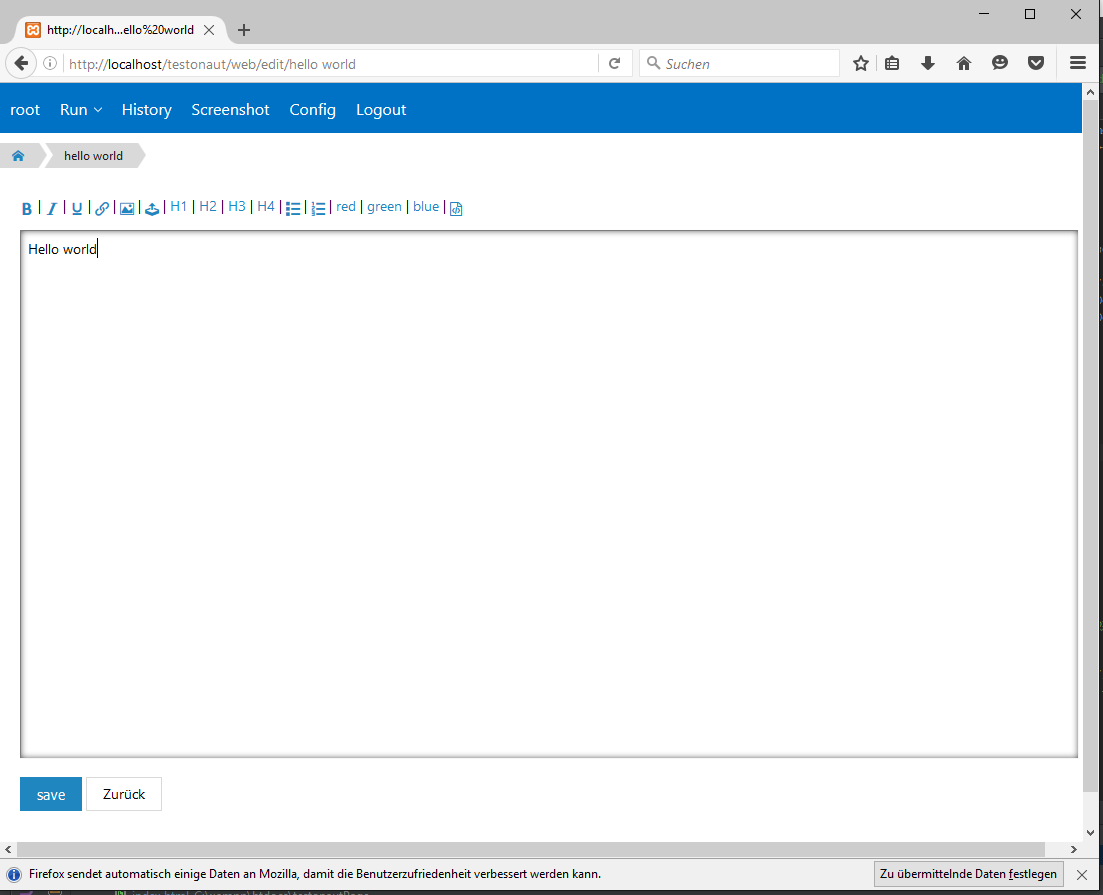 http://localh...ello%20world
http://localhost/testonaut/web/edit/hello world
Suchen
root Run History Screenshot Config Logout
hello world
B | I | U | | | | H1 | H2 | H3 | H4 | | | red | green | blue |
Hello world
save Zurück
Firefox sendet automatisch einige Daten an Mozilla, damit die Benutzerzufriedenheit verbessert werden kann. Zu übermittelnde Daten festlegen